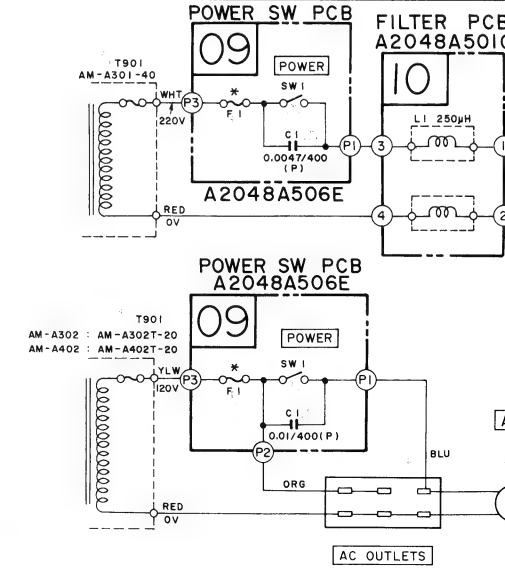 POWER SW PCB
09
POWER
SW1
P3
*
F1
C1
0.0047/400
(P)
P1
A2048A506E
T901
AM-A301-40
WHT
220V
RED
0V
FILTER PCB
A2048A5010
10
L1 250µH
3
1
4
2
POWER SW PCB
A2048A506E
09
POWER
SW1
P3
*
F1
C1
0.01/400(P)
P1
P2
T901
AM-A302 : AM-A302T-20
AM-A402 : AM-A402T-20
YLW
120V
RED
0V
ORG
BLU
AC OUTLETS